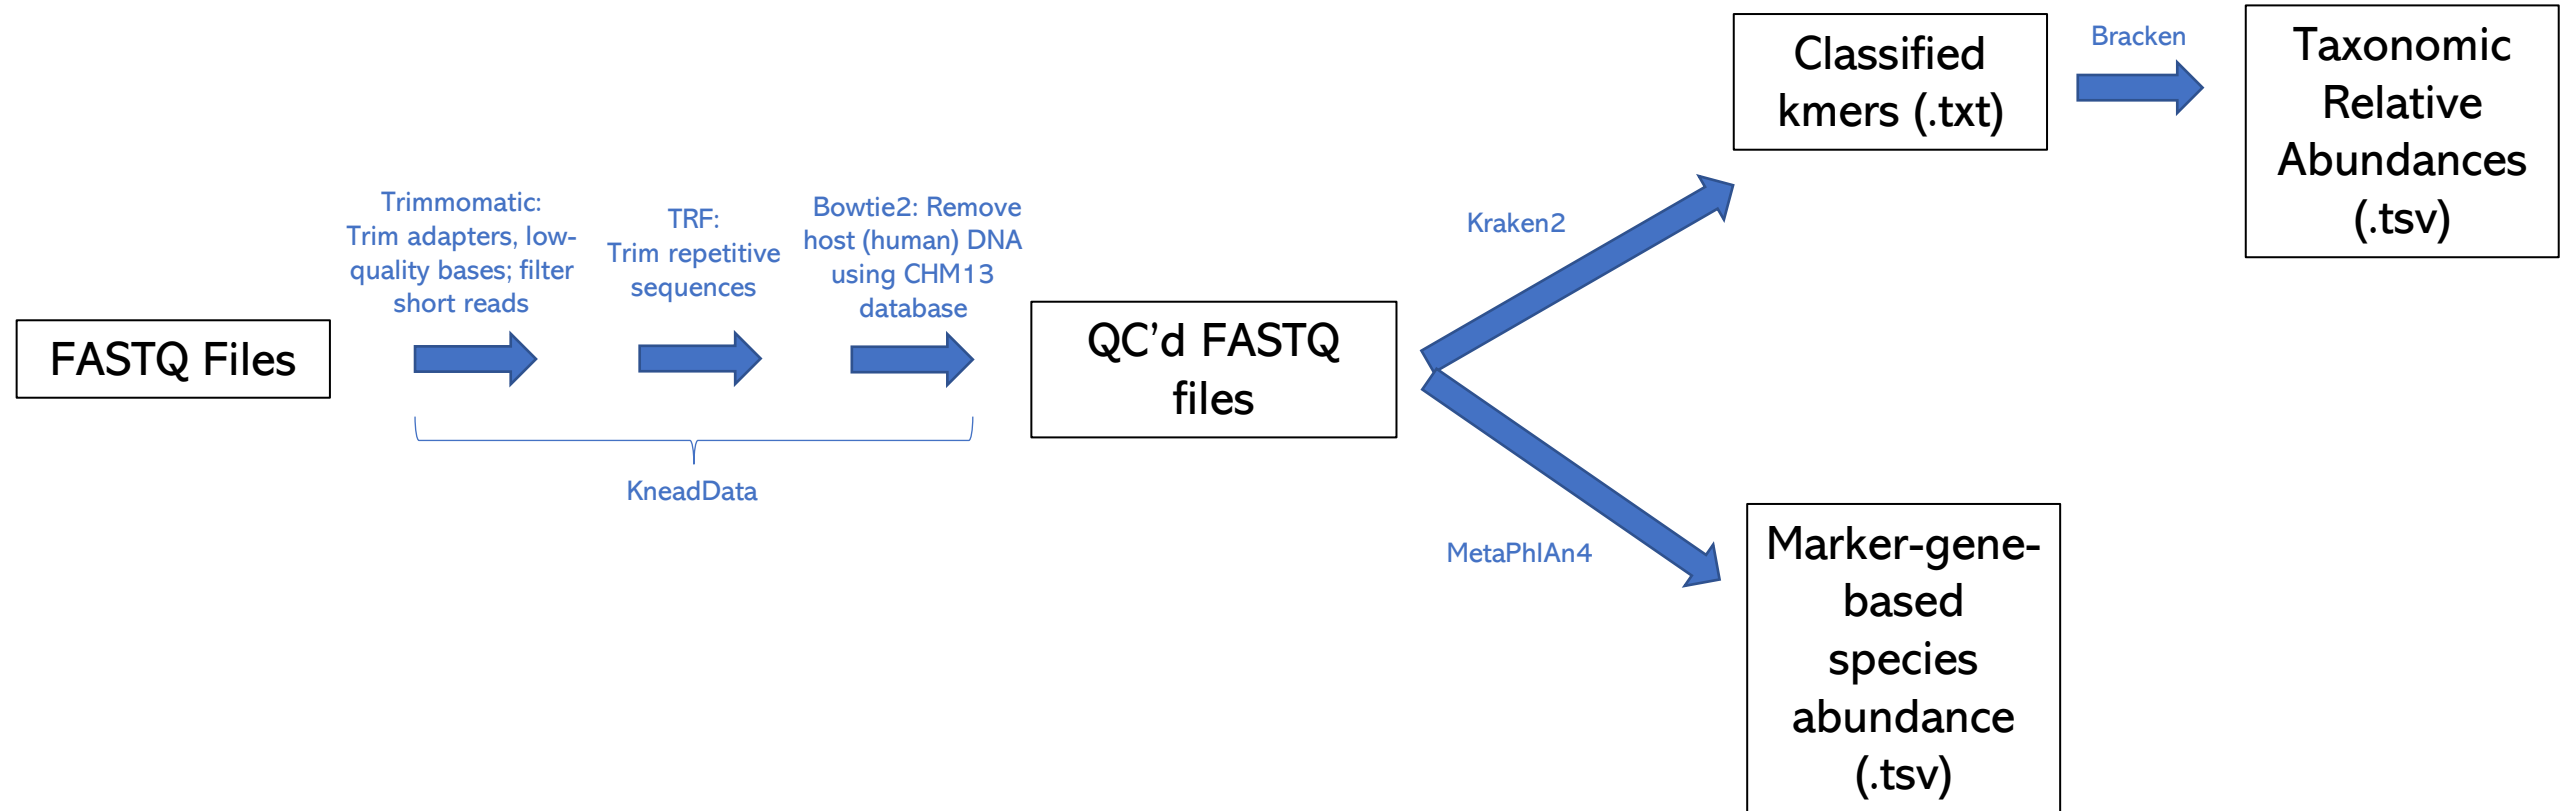 FASTQ Files
Trimmomatic:
Trim adapters, low-
quality bases; filter
short reads
TRF:
Trim repetitive
sequences
Bowtie2: Remove
host (human) DNA
using CHM13
database
KneadData
QC’d FASTQ
files
Kraken2
Classified
kmers (.txt)
Bracken
Taxonomic
Relative
Abundances
(.tsv)
MetaPhlAn4
Marker-gene-
based
species
abundance
(.tsv)